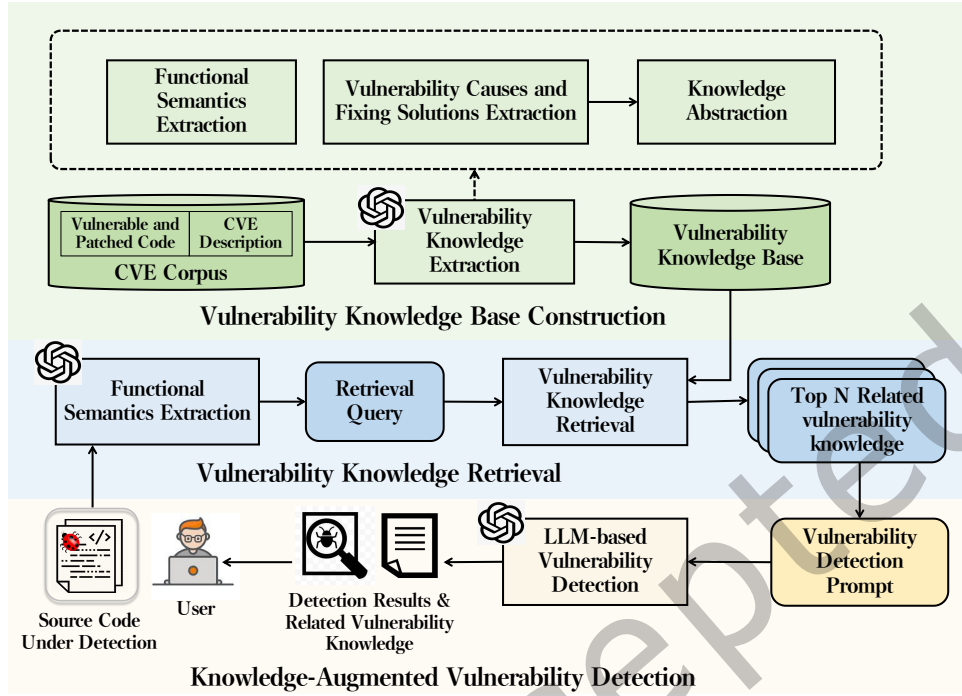 Functional
Semantics
Extraction
Vulnerability Causes and
Fixing Solutions Extraction
Knowledge
Abstraction
Vulnerable and
Patched Code
CVE
Description
CVE Corpus
Vulnerability
Knowledge
Extraction
Vulnerability
Knowledge Base
Vulnerability Knowledge Base Construction
Functional
Semantics Extraction
Retrieval
Query
Vulnerability
Knowledge
Retrieval
Top N Related
vulnerability
knowledge
Vulnerability Knowledge Retrieval
</>
Source Code
Under Detection
User
Detection Results &
Related Vulnerability
Knowledge
LLM-based
Vulnerability
Detection
Vulnerability
Detection
Prompt
Knowledge-Augmented Vulnerability Detection
cepted